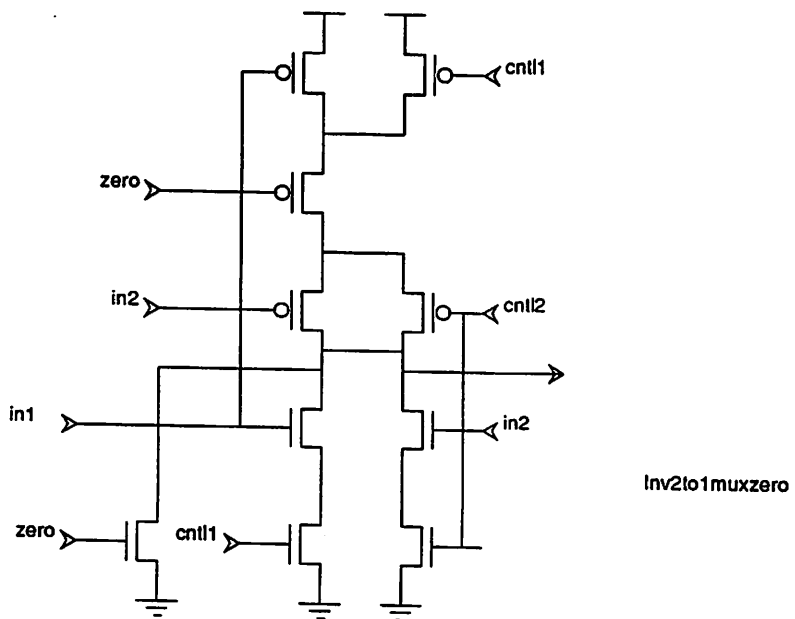 cntl1
zero
in2
cntl2
in1
in2
Inv2to1muxzero
zero
cntl1